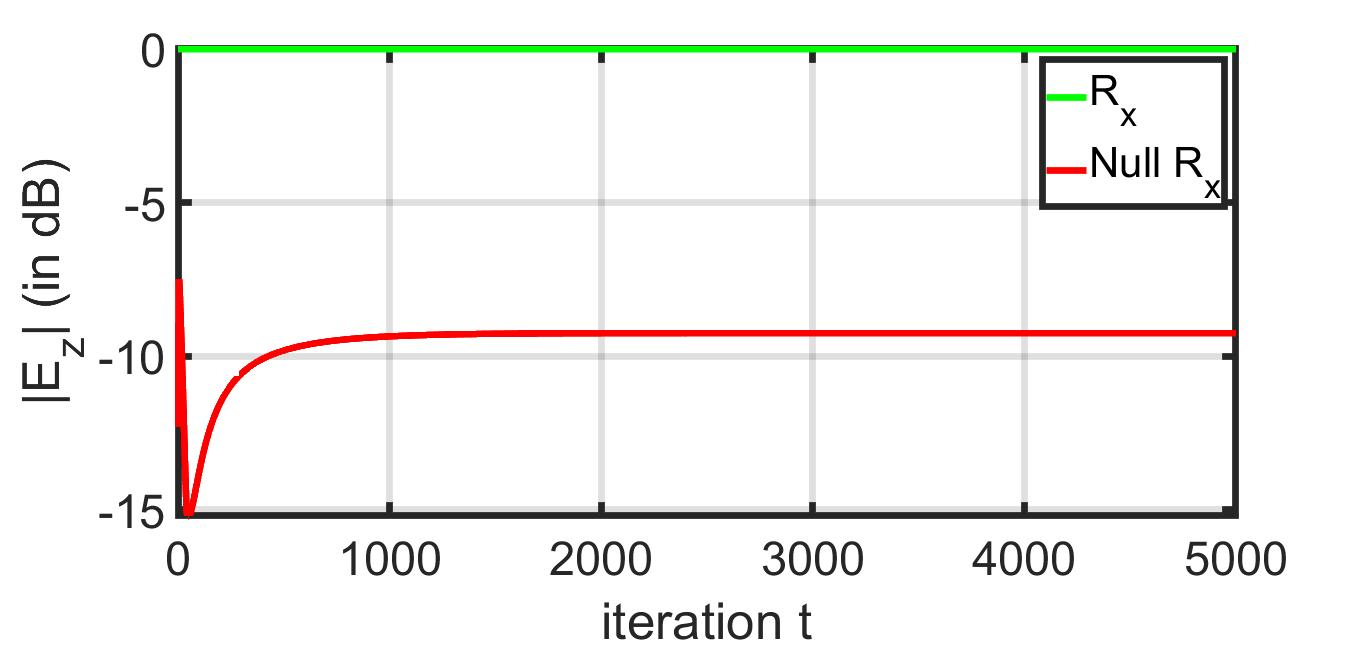 |E_z| (in dB)
0
-5
-10
-15
0 1000 2000 3000 4000 5000
iteration t
R_x
Null R_x